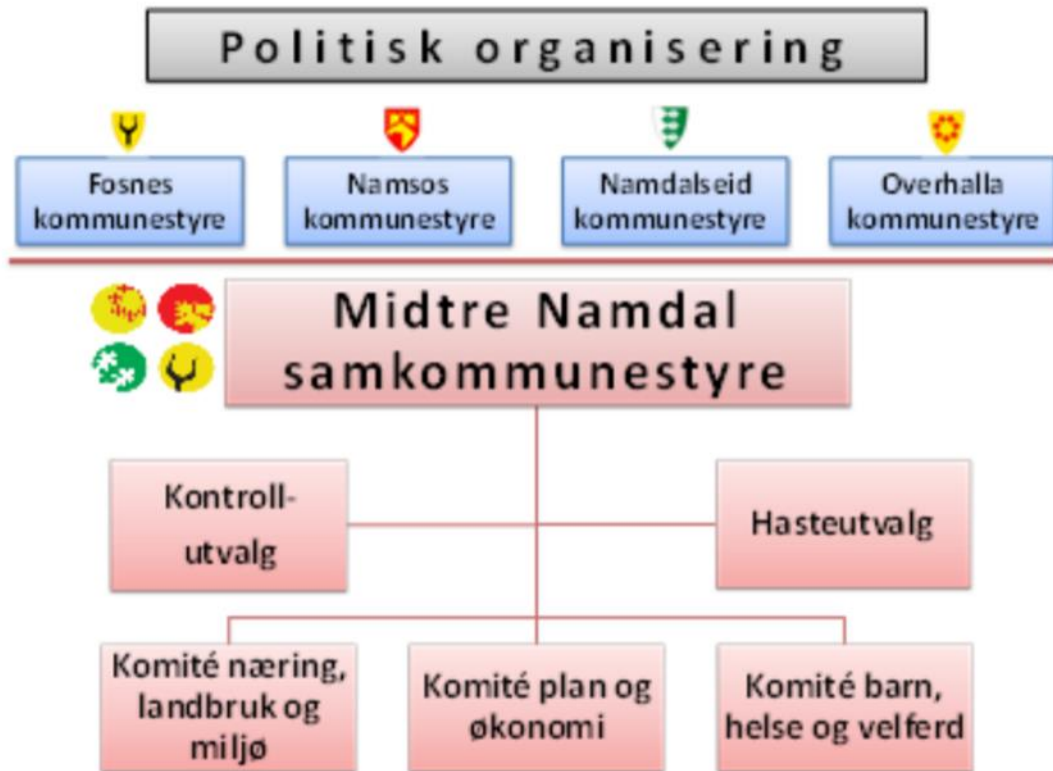 Politisk organisering
Fosnes
kommunestyre
Namsos
kommunestyre
Namdalseid
kommunestyre
Overhalla
kommunestyre
Midtre Namdal
samkommunestyre
Kontroll-
utvalg
Hasteutvalg
Komité næring,
landbruk og
miljø
Komité plan og
økonomi
Komité barn,
helse og velferd